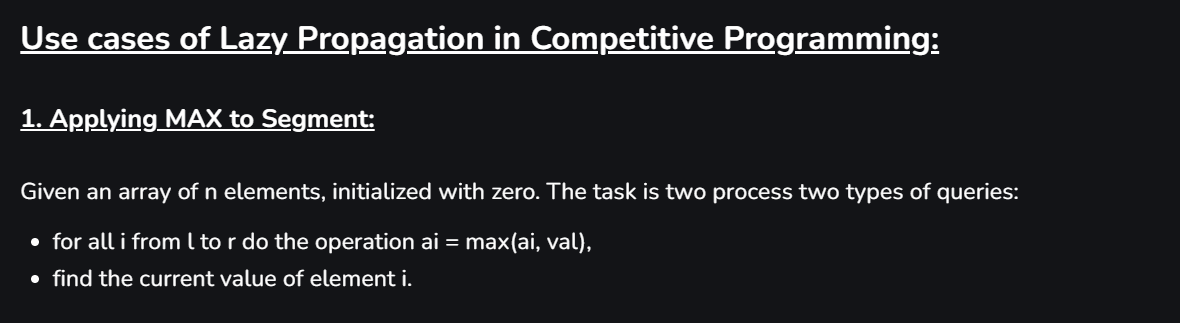 Use cases of Lazy Propagation in Competitive Programming:
1. Applying MAX to Segment:
Given an array of n elements, initialized with zero. The task is two process two types of queries:
• for all i from l to r do the operation ai = max(ai, val),
• find the current value of element i.